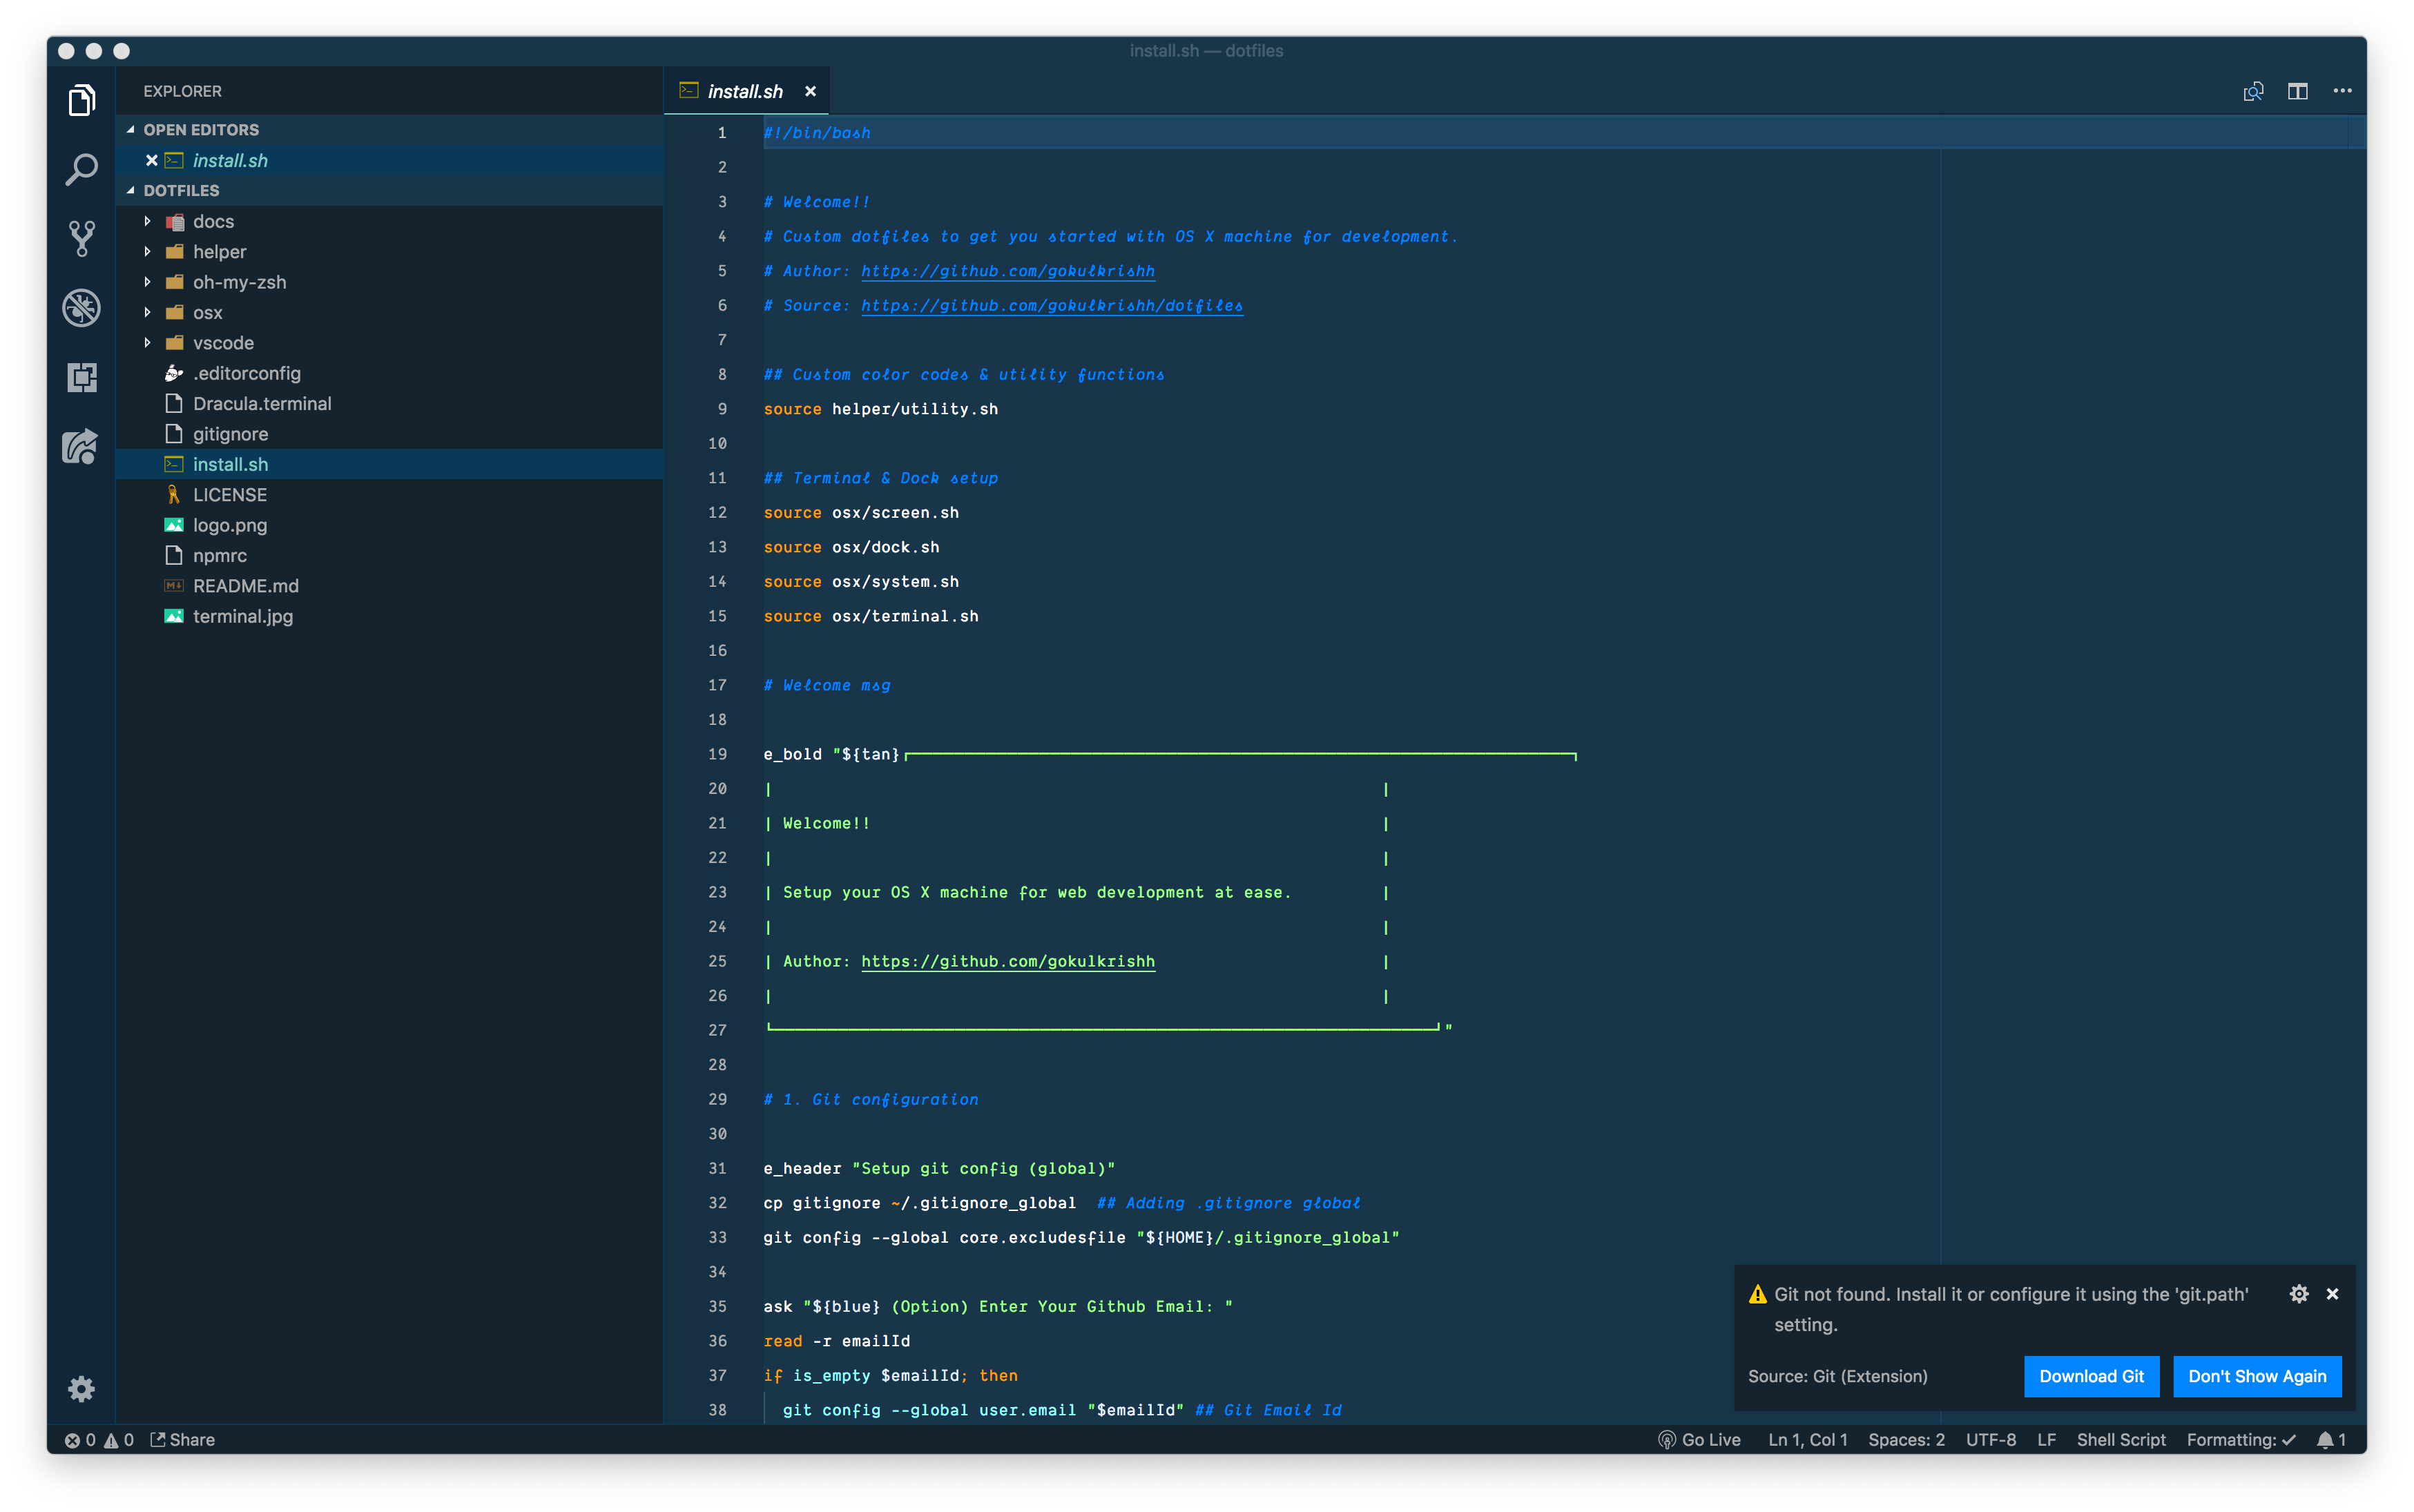 install.sh — dotfiles
EXPLORER
OPEN EDITORS
install.sh
DOTFILES
docs
helper
oh-my-zsh
osx
vscode
.editorconfig
Dracula.terminal
gitignore
install.sh
LICENSE
logo.png
npmrc
README.md
terminal.jpg
install.sh
1 #!/bin/bash
2
3 # Welcome!!
4 # Custom dotfiles to get you started with OS X machine for development.
5 # Author: https://github.com/gokulkrishh
6 # Source: https://github.com/gokulkrishh/dotfiles
7
8 ## Custom color codes & utility functions
9 source helper/utility.sh
10
11 ## Terminal & Dock setup
12 source osx/screen.sh
13 source osx/dock.sh
14 source osx/system.sh
15 source osx/terminal.sh
16
17 # Welcome msg
18
19 e_bold "${tan}┌────────────────────────────────────────────────────────────────────┐
20 | |
21 | Welcome!! |
22 | |
23 | Setup your OS X machine for web development at ease. |
24 | |
25 | Author: https://github.com/gokulkrishh |
26 | |
27 └────────────────────────────────────────────────────────────────────┘"
28
29 # 1. Git configuration
30
31 e_header "Setup git config (global)"
32 cp gitignore ~/.gitignore_global  ## Adding .gitignore global
33 git config --global core.excludesfile "${HOME}/.gitignore_global"
34
35 ask "${blue} (Option) Enter Your Github Email: "
36 read -r emailId
37 if is_empty $emailId; then
38   git config --global user.email "$emailId" ## Git Email Id
Git not found. Install it or configure it using the 'git.path'
setting.
Source: Git (Extension)
Download Git
Don't Show Again
0 0 Share
Go Live Ln 1, Col 1 Spaces: 2 UTF-8 LF Shell Script Formatting: ✓ 1